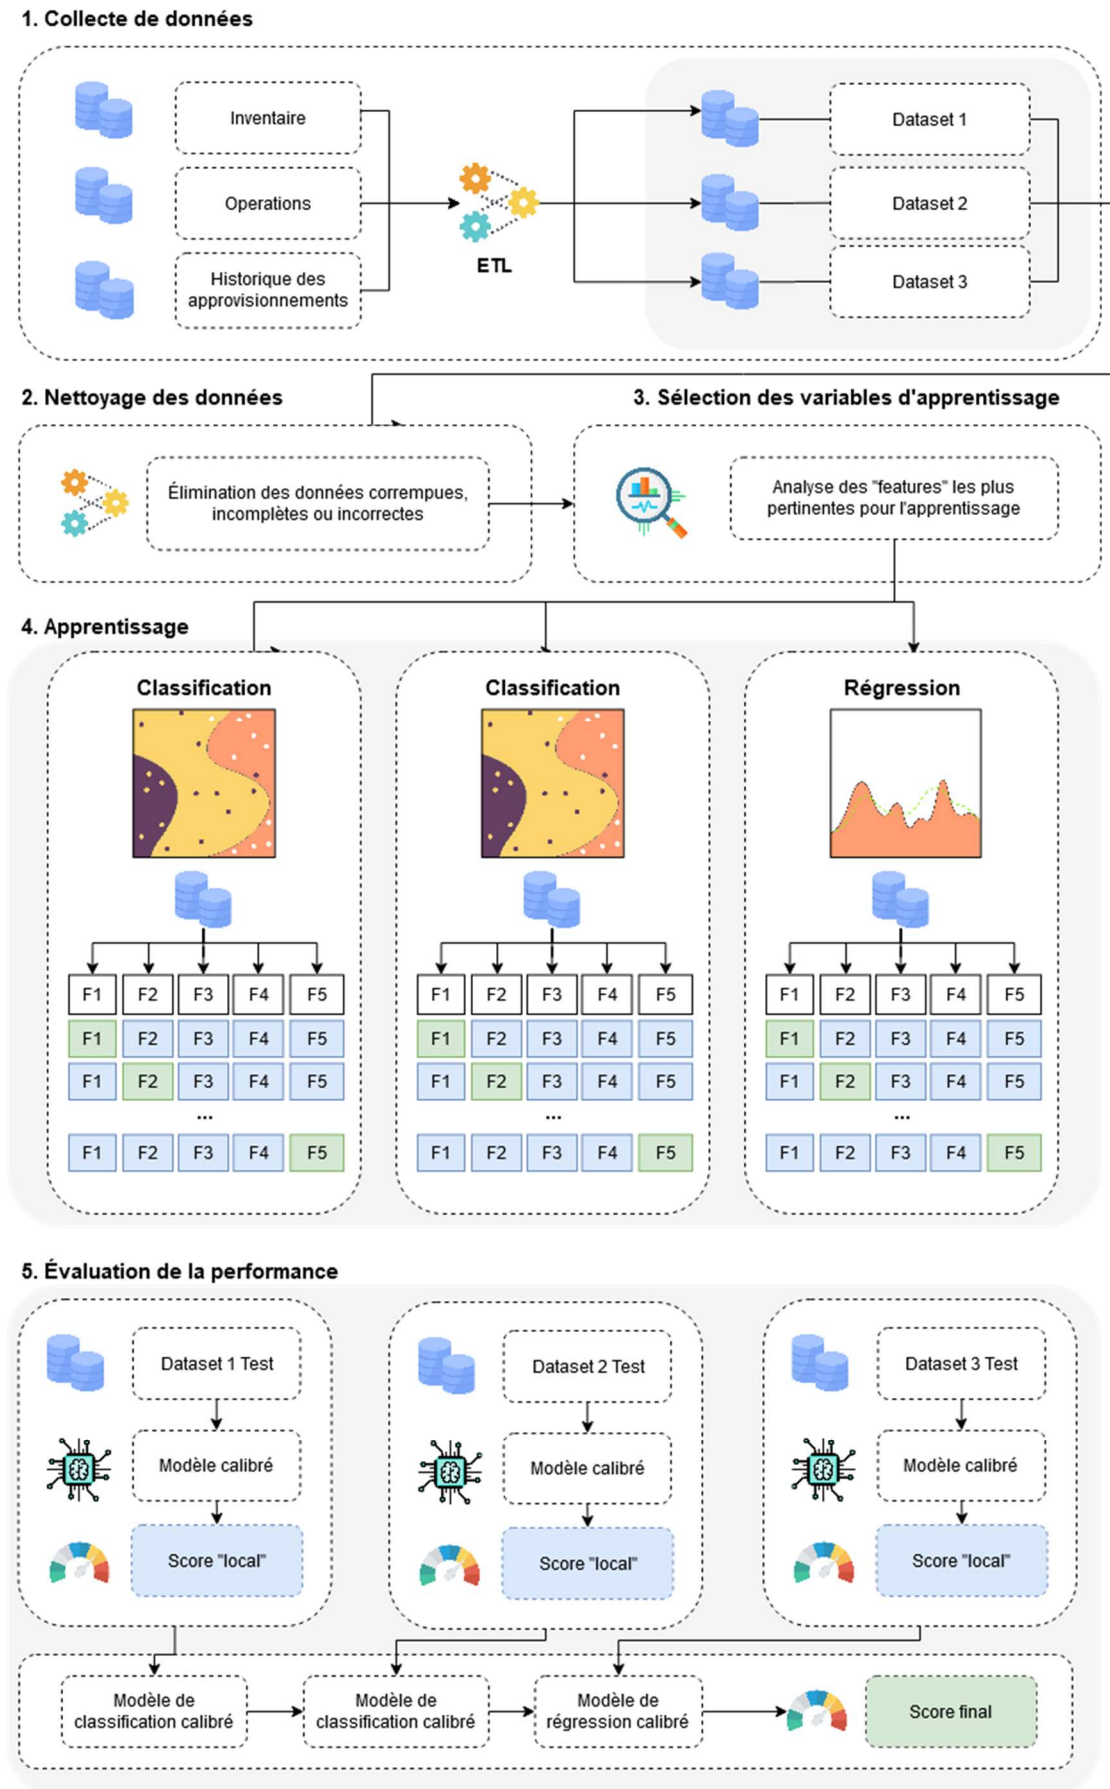 1. Collecte de données
Inventaire
Dataset 1
Operations
Dataset 2
ETL
Historique des
approvisionnements
Dataset 3
2. Nettoyage des données
3. Sélection des variables d'apprentissage
Élimination des données corrempues,
incomplètes ou incorrectes
Analyse des "features" les plus
pertinentes pour l'apprentissage
4. Apprentissage
Classification
Classification
Régression
F1 F2 F3 F4 F5
F1 F2 F3 F4 F5
F1 F2 F3 F4 F5
F1 F2 F3 F4 F5
F1 F2 F3 F4 F5
F1 F2 F3 F4 F5
F1 F2 F3 F4 F5
F1 F2 F3 F4 F5
F1 F2 F3 F4 F5
...
...
...
F1 F2 F3 F4 F5
F1 F2 F3 F4 F5
F1 F2 F3 F4 F5
5. Évaluation de la performance
Dataset 1 Test
Modèle calibré
Score "local"
Dataset 2 Test
Modèle calibré
Score "local"
Dataset 3 Test
Modèle calibré
Score "local"
Modèle de
classification calibré
Modèle de
classification calibré
Modèle de
régression calibré
Score final